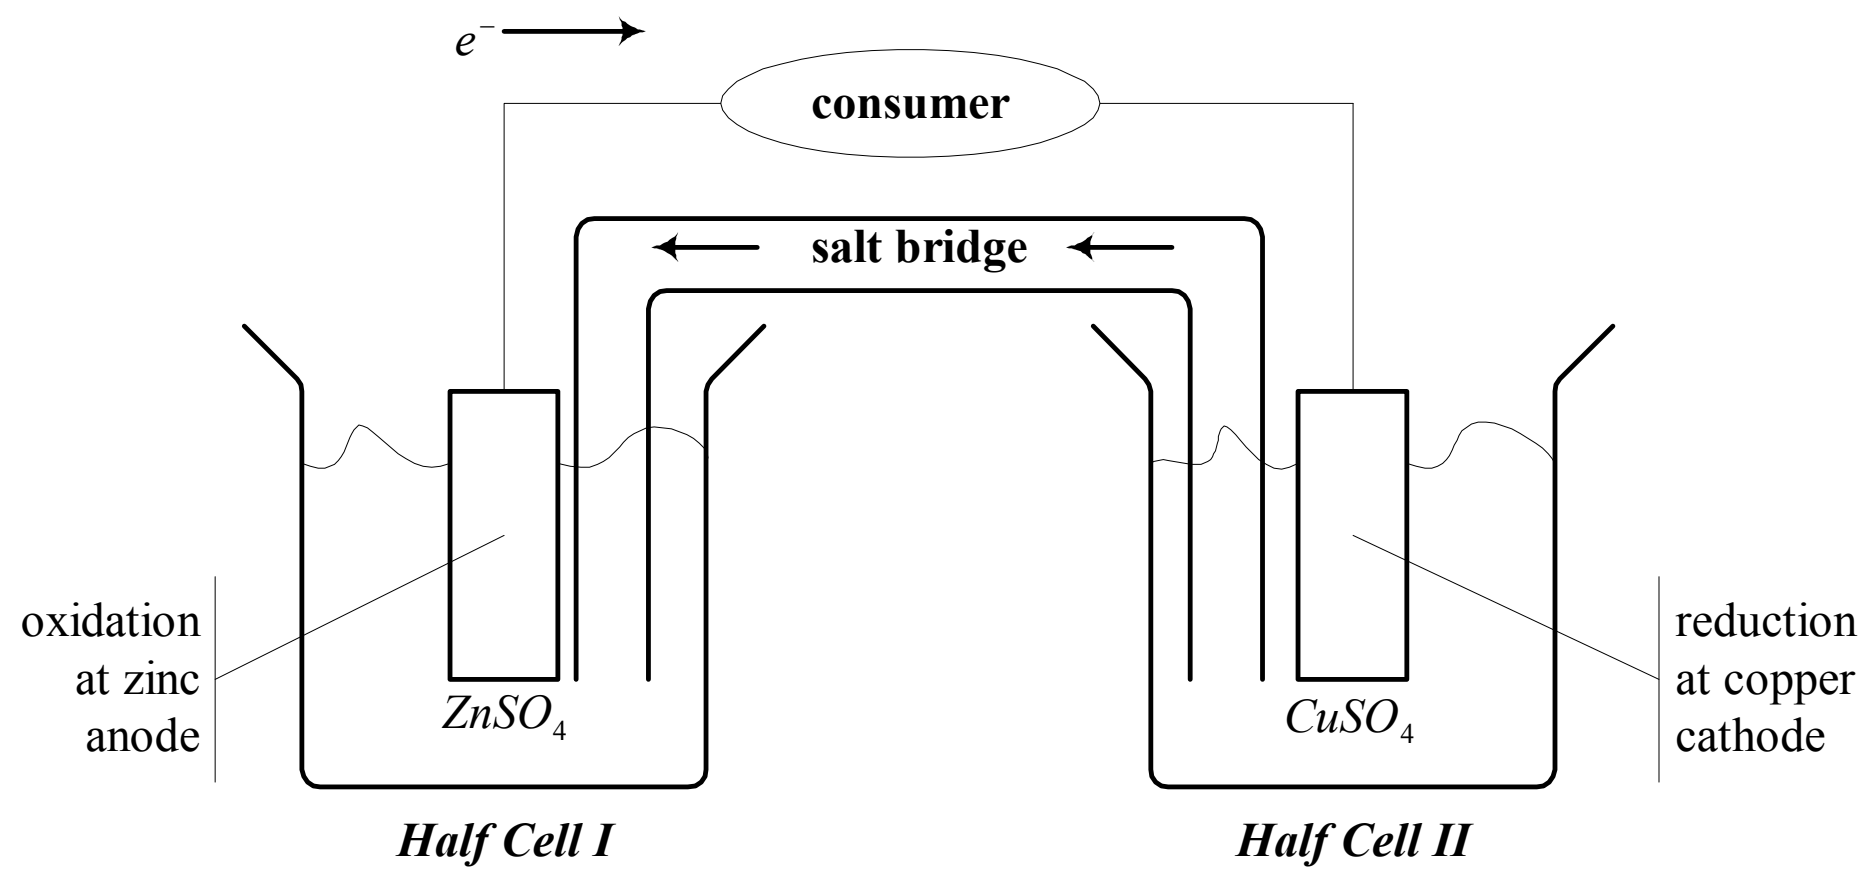 e⁻
consumer
salt bridge
oxidation
at zinc
anode
ZnSO₄
CuSO₄
reduction
at copper
cathode
Half Cell I
Half Cell II